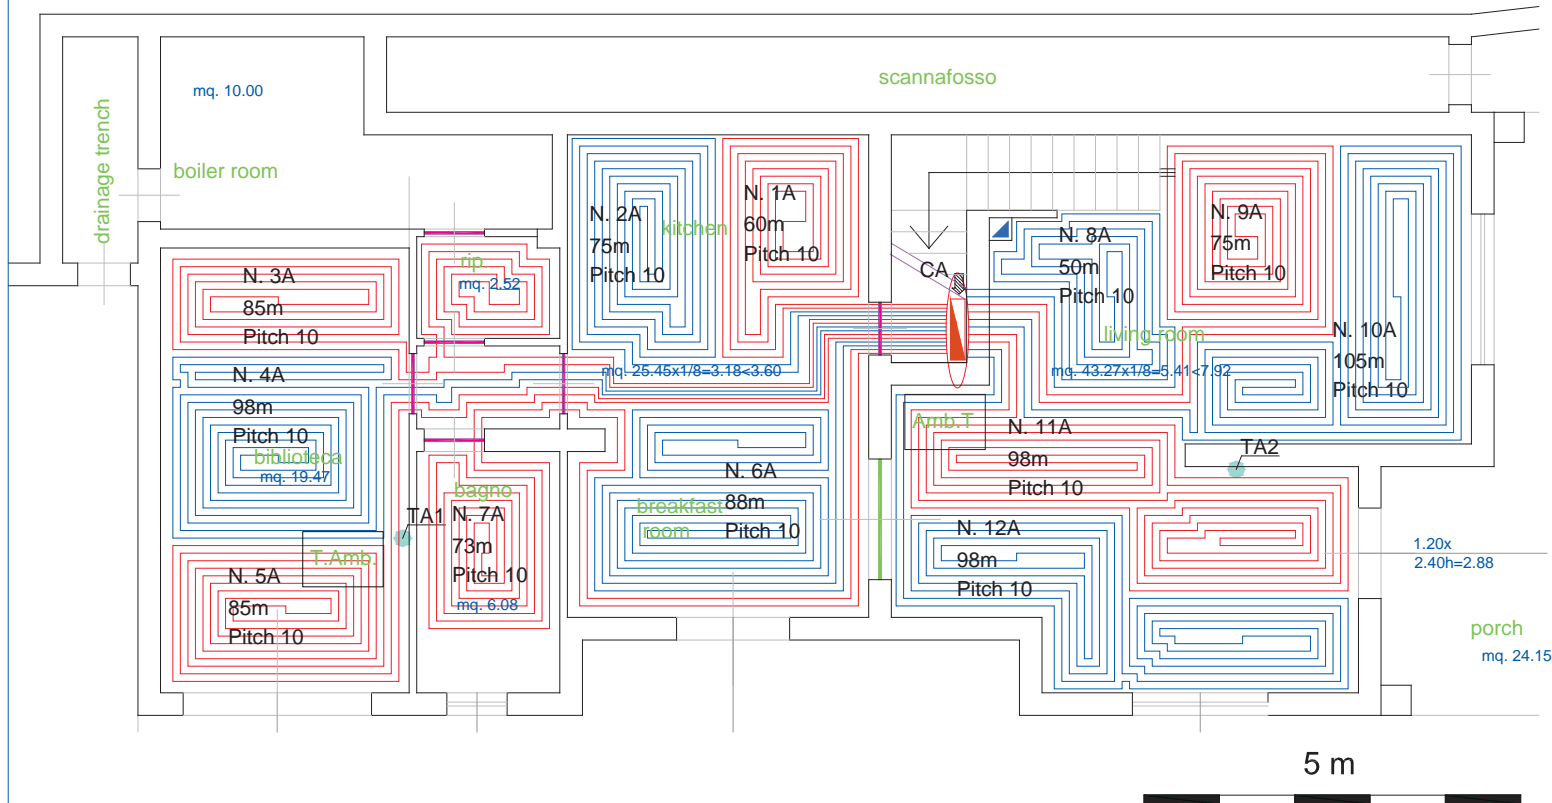 scannafosso
mq. 10.00
drainage trench
boiler room
N. 2A
75m
Pitch 10
kitchen
N. 1A
60m
Pitch 10
N. 9A
75m
Pitch 10
N. 8A
50m
Pitch 10
CA
rip.
mq. 2.52
N. 3A
85m
Pitch 10
living room
N. 10A
105m
Pitch 10
mq. 25.45x1/8=3.18<3.60
mq. 43.27x1/8=5.41<7.92
N. 4A
98m
Pitch 10
biblioteca
mq. 19.47
Amb.T
N. 11A
98m
Pitch 10
TA2
N. 6A
88m
Pitch 10
breakfast
room
bagno
N. 7A
73m
Pitch 10
mq. 6.08
TA1
T.Amb.
N. 12A
98m
Pitch 10
1.20x
2.40h=2.88
N. 5A
85m
Pitch 10
porch
mq. 24.15
5 m